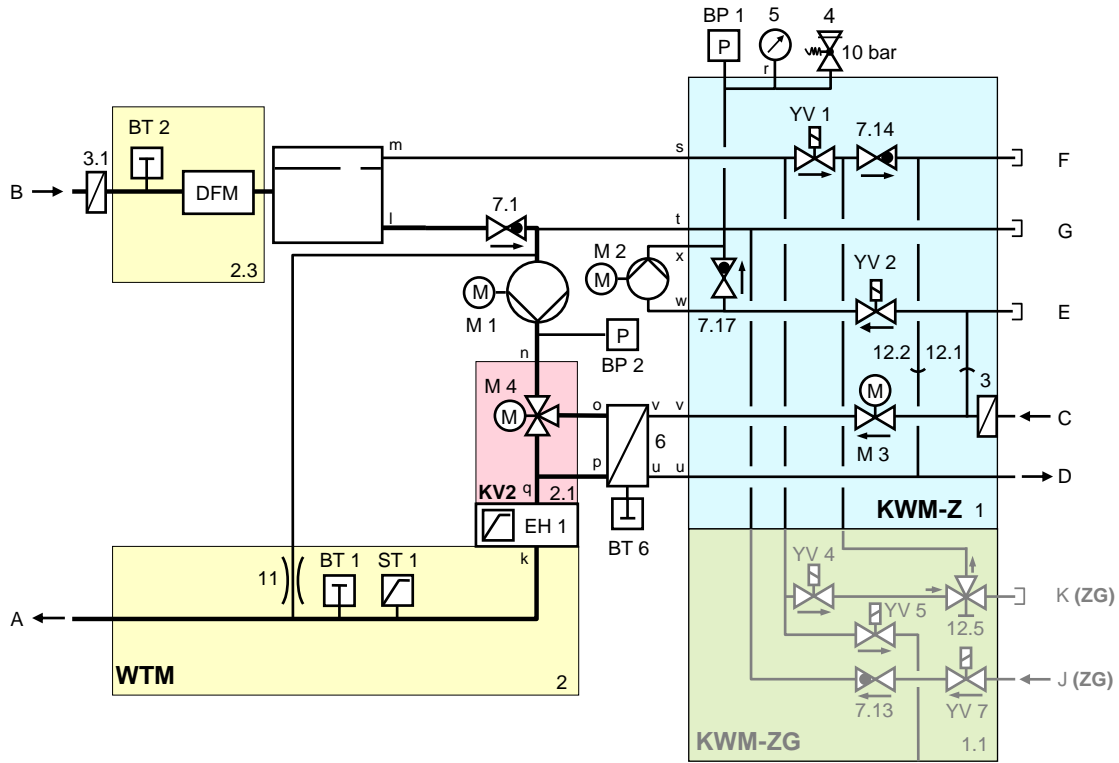 BP 1
5
4
P
10 bar
r
BT 2
YV 1
7.14
3.1
m
s
F
B
DFM
l
7.1
t
G
M 2
x
YV 2
M
2.3
M
w
E
M 1
7.17
P
n
BP 2
12.2
12.1
3
M 4
M
M
o
v
v
C
6
M 3
p
u
u
D
KV2
q
2.1
KWM-Z
1
EH 1
BT 6
k
11
BT 1
ST 1
YV 4
K (ZG)
A
YV 5
12.5
WTM
2
J (ZG)
7.13
YV 7
KWM-ZG
1.1